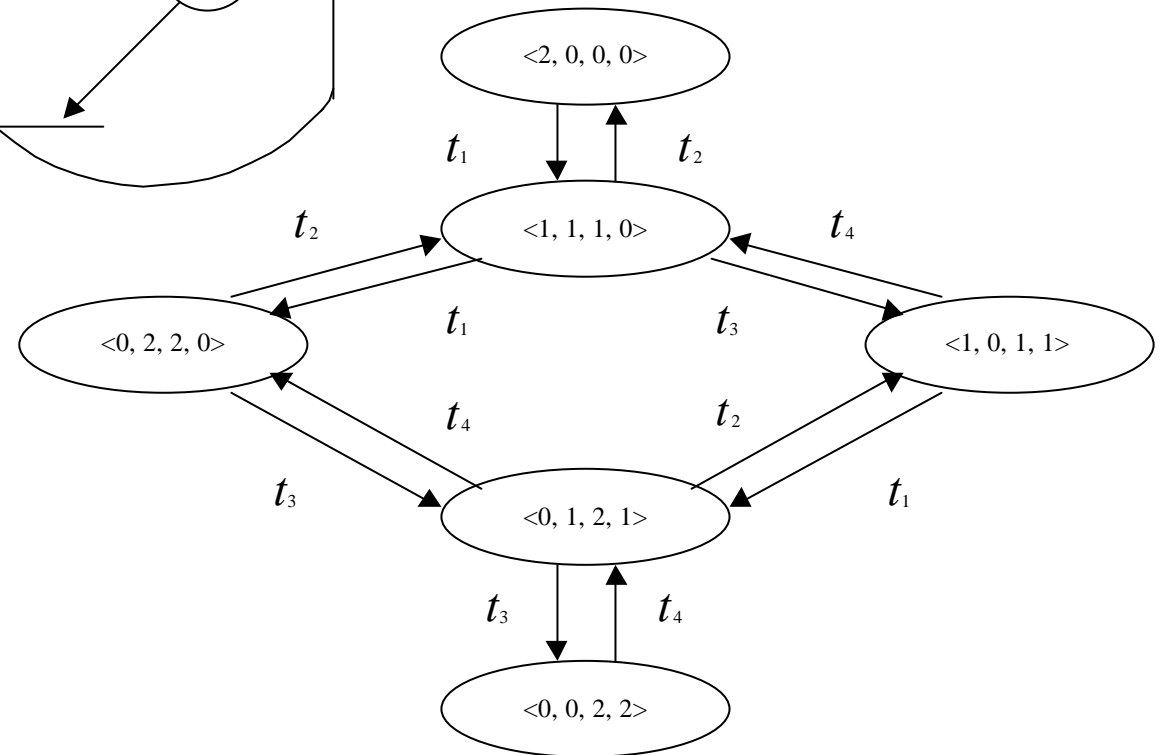 <2, 0, 0, 0>
t1 t2
<1, 1, 1, 0>
t2 t4
t1 t3
<0, 2, 2, 0> <1, 0, 1, 1>
t4 t2
t3 t1
<0, 1, 2, 1>
t3 t4
<0, 0, 2, 2>